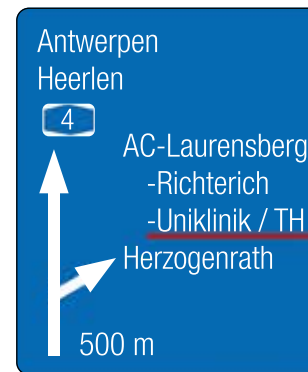 Antwerpen
Heerlen
4
AC-Laurensberg
-Richterich
-Uniklinik / TH
Herzogenrath
500 m